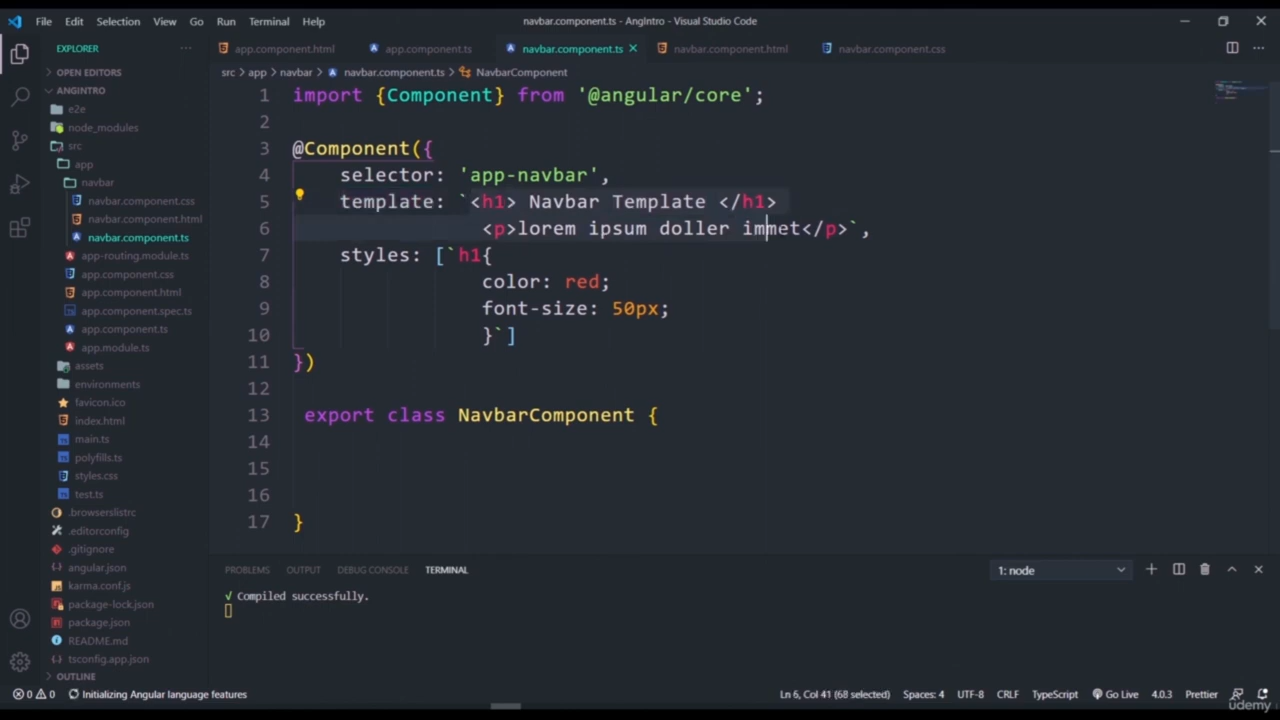 File Edit Selection View Go Run Terminal Help navbar.component.ts - AngIntro - Visual Studio Code
EXPLORER
app.component.html app.component.ts navbar.component.ts navbar.component.html navbar.component.css
OPEN EDITORS
ANGINTRO
e2e
node_modules
src
app
navbar
navbar.component.css
navbar.component.html
navbar.component.ts
app-routing.module.ts
app.component.css
app.component.html
app.component.spec.ts
app.component.ts
app.module.ts
assets
environments
favicon.ico
index.html
main.ts
polyfills.ts
styles.css
test.ts
.browserslistrc
.editorconfig
.gitignore
angular.json
karma.conf.js
package-lock.json
package.json
README.md
tsconfig.app.json
OUTLINE
src > app > navbar > navbar.component.ts > NavbarComponent
1 import {Component} from '@angular/core';
2
3 @Component({
4 selector: 'app-navbar',
5 template: `<h1> Navbar Template </h1>
6 <p>lorem ipsum doller immet</p>`,
7 styles: [`h1{
8 color: red;
9 font-size: 50px;
10 }`]
11 })
12
13 export class NavbarComponent {
14
15
16
17 }
PROBLEMS OUTPUT DEBUG CONSOLE TERMINAL 1: node
√ Compiled successfully.
0 0 Initializing Angular language features Ln 6, Col 41 (68 selected) Spaces: 4 UTF-8 CRLF TypeScript Go Live 4.0.3 Prettier
udemy